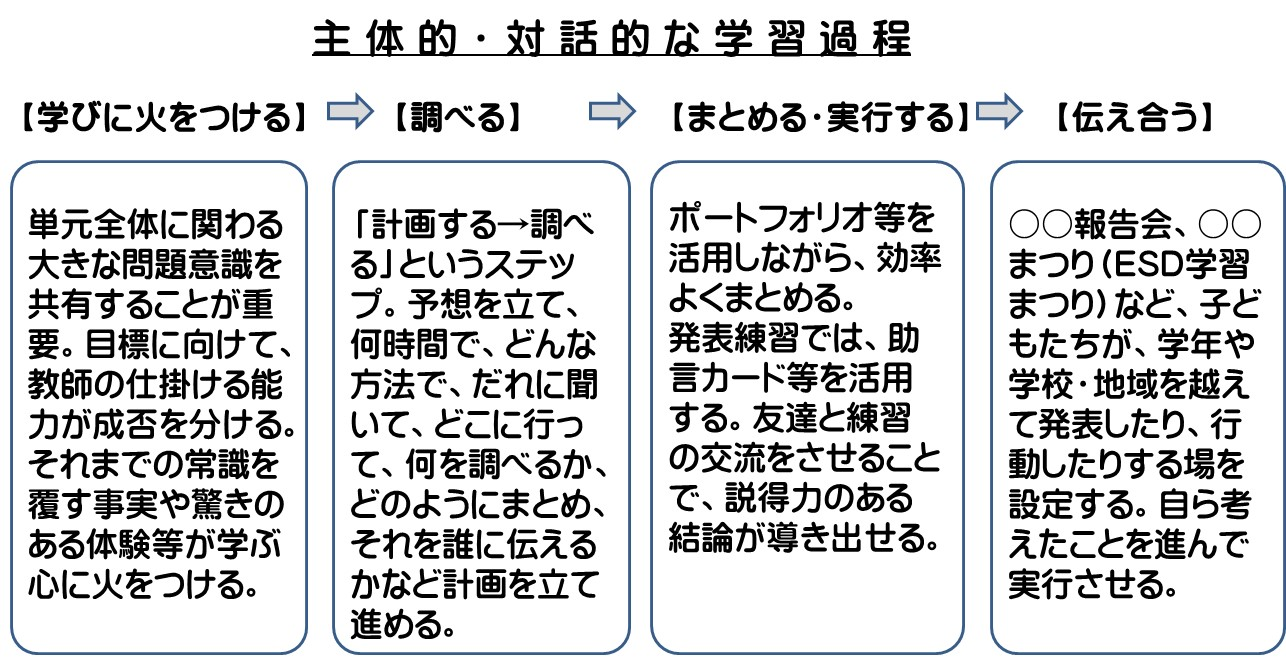 主体的・対話的な学習過程
【学びに火をつける】
【調べる】
【まとめる・実行する】
【伝え合う】
単元全体に関わる
大きな問題意識を
共有することが重
要。目標に向けて、
教師の仕掛ける能
力が成否を分ける。
それまでの常識を
覆す事実や驚きの
ある体験等が学ぶ
心に火をつける。
「計画する→調べ
る」というステッ
プ。予想を立て、
何時間で、どんな
方法で、だれに聞
いて、どこに行っ
て、何を調べるか、
どのようにまとめ、
それを誰に伝える
かなど計画を立て
進める。
ポートフォリオ等を
活用しながら、効率
よくまとめる。
発表練習では、助
言カード等を活用
する。友達と練習
の交流をさせること
で、説得力のある
結論が導き出せる。
○○報告会、○○
まつり(ESD学習
まつり)など、子ど
もたちが、学年や
学校・地域を越え
て発表したり、行
動したりする場を
設定する。自ら考
えたことを進んで
実行させる。